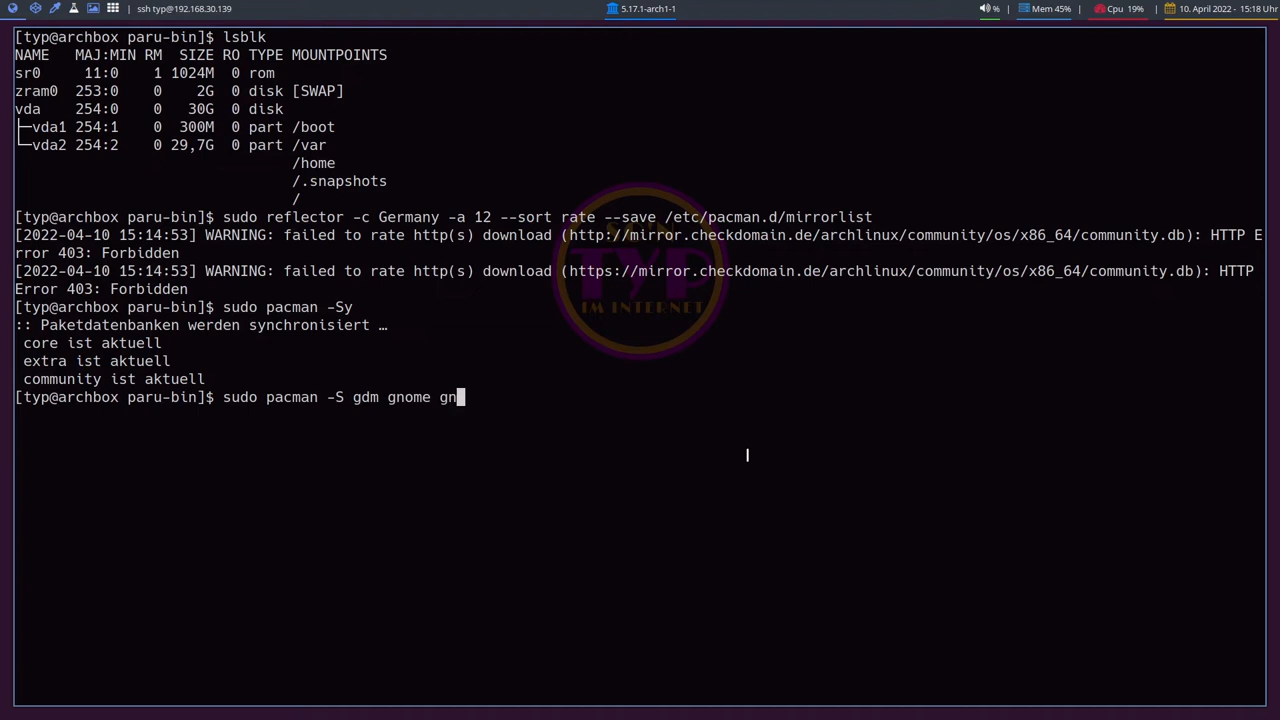 ssh typ@192.168.30.139
5.17.1-arch1-1
% | Mem 45% | Cpu 19% | 10. April 2022 - 15:18 Uhr
[typ@archbox paru-bin]$ lsblk
NAME   MAJ:MIN RM  SIZE RO TYPE MOUNTPOINTS
sr0     11:0    1 1024M  0 rom
zram0  253:0    0    2G  0 disk [SWAP]
vda    254:0    0   30G  0 disk
├─vda1 254:1    0  300M  0 part /boot
└─vda2 254:2    0 29,7G  0 part /var
/home
/.snapshots
/
[typ@archbox paru-bin]$ sudo reflector -c Germany -a 12 --sort rate --save /etc/pacman.d/mirrorlist
[2022-04-10 15:14:53] WARNING: failed to rate http(s) download (http://mirror.checkdomain.de/archlinux/community/os/x86_64/community.db): HTTP E
rror 403: Forbidden
[2022-04-10 15:14:53] WARNING: failed to rate http(s) download (https://mirror.checkdomain.de/archlinux/community/os/x86_64/community.db): HTTP
Error 403: Forbidden
[typ@archbox paru-bin]$ sudo pacman -Sy
:: Paketdatenbanken werden synchronisiert …
core ist aktuell
extra ist aktuell
community ist aktuell
[typ@archbox paru-bin]$ sudo pacman -S gdm gnome gn
TYP
IM INTERNET